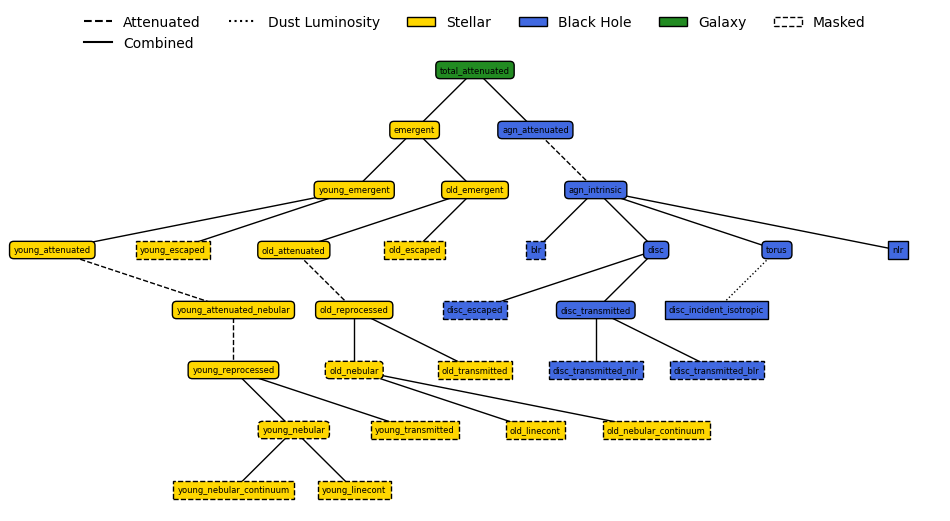 Attenuated Dust Luminosity Stellar Black Hole Galaxy Masked
Combined
total_attenuated
emergent agn_attenuated
young_emergent old_emergent agn_intrinsic
young_attenuated young_escaped old_attenuated old_escaped blr disc torus nlr
young_attenuated_nebular old_reprocessed disc_escaped disc_transmitted disc_incident_isotropic
young_reprocessed old_nebular old_transmitted disc_transmitted_nlr disc_transmitted_blr
young_nebular young_transmitted old_linecont old_nebular_continuum
young_nebular_continuum young_linecont